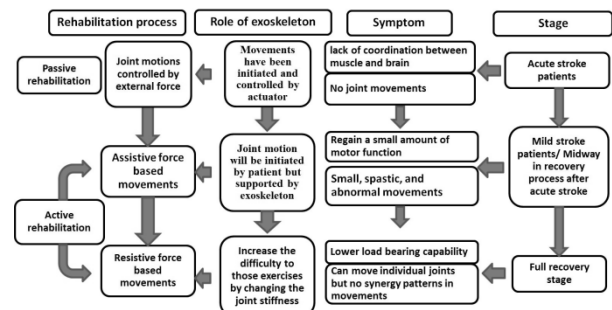 Rehabilitation process
Role of exoskeleton
Symptom
Stage
Passive rehabilitation
Joint motions
controlled by
external force
Movements
have been
initiated and
controlled by
actuator
lack of coordination between
muscle and brain
No joint movements
Acute stroke
patients
Assistive force
based movements
Joint motion
will be initiated
by patient but
supported by
exoskeleton
Regain a small amount of
motor function
Small, spastic, and
abnormal movements
Mild stroke
patients/ Midway
in recovery
process after
acute stroke
Active
rehabilitation
Resistive force
based
movements
Increase the
difficulty to
those exercises
by changing the
joint stiffness
Lower load bearing capability
Can move individual joints
but no synergy patterns in
movements
Full recovery
stage